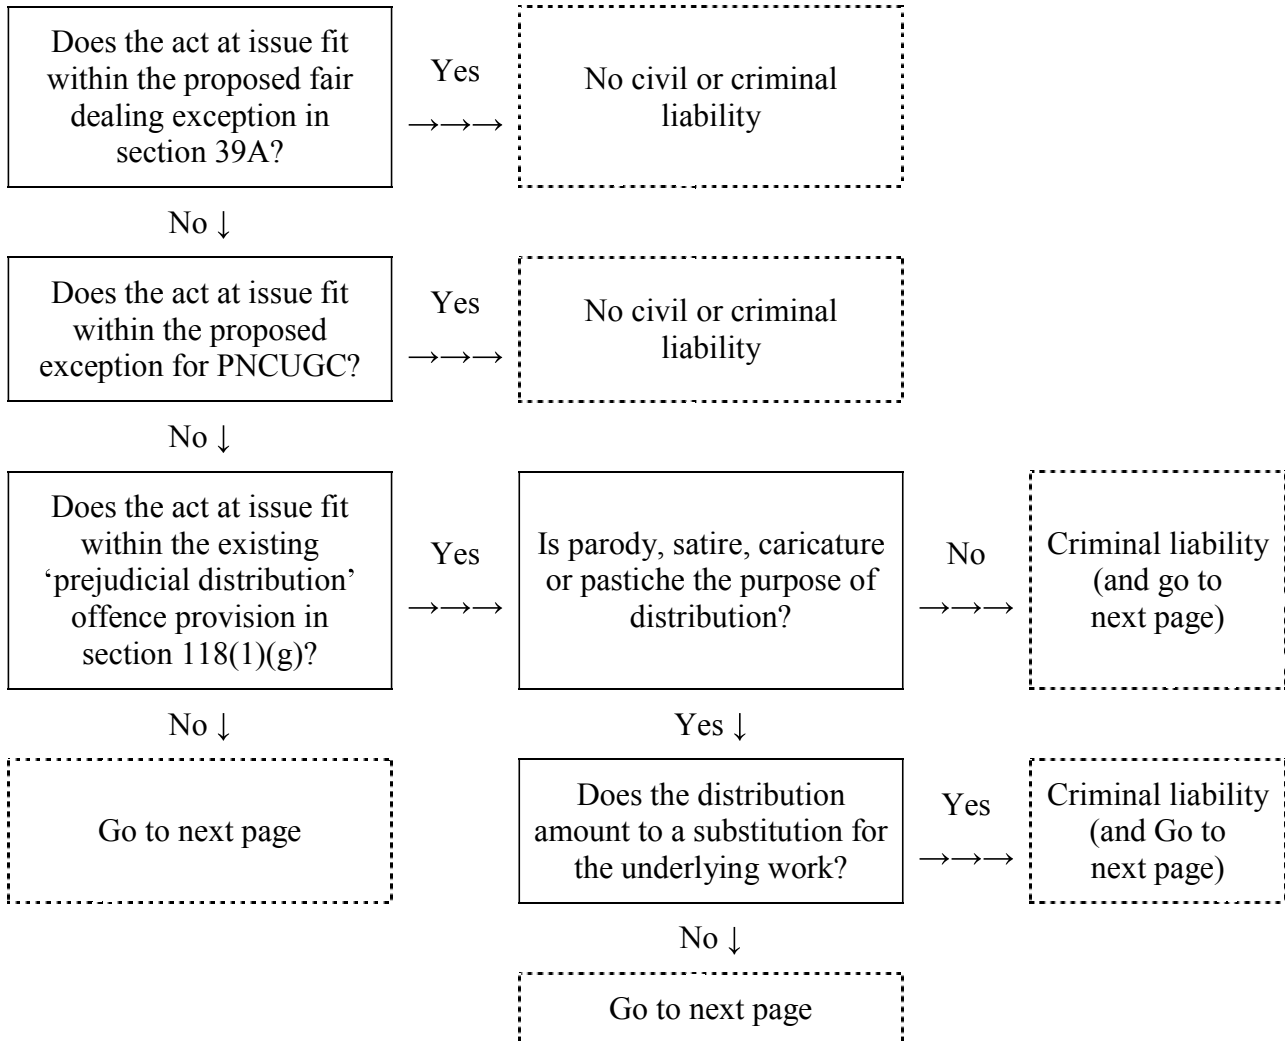 Does the act at issue fit
within the proposed fair
dealing exception in
section 39A?
Yes
→→→
No civil or criminal
liability
No ↓
Does the act at issue fit
within the proposed
exception for PNCUGC?
Yes
→→→
No civil or criminal
liability
No ↓
Does the act at issue fit
within the existing
‘prejudicial distribution’
offence provision in
section 118(1)(g)?
Yes
→→→
Is parody, satire, caricature
or pastiche the purpose of
distribution?
No
→→→
Criminal liability
(and go to
next page)
No ↓
Yes ↓
Go to next page
Does the distribution
amount to a substitution for
the underlying work?
Yes
→→→
Criminal liability
(and Go to
next page)
No ↓
Go to next page